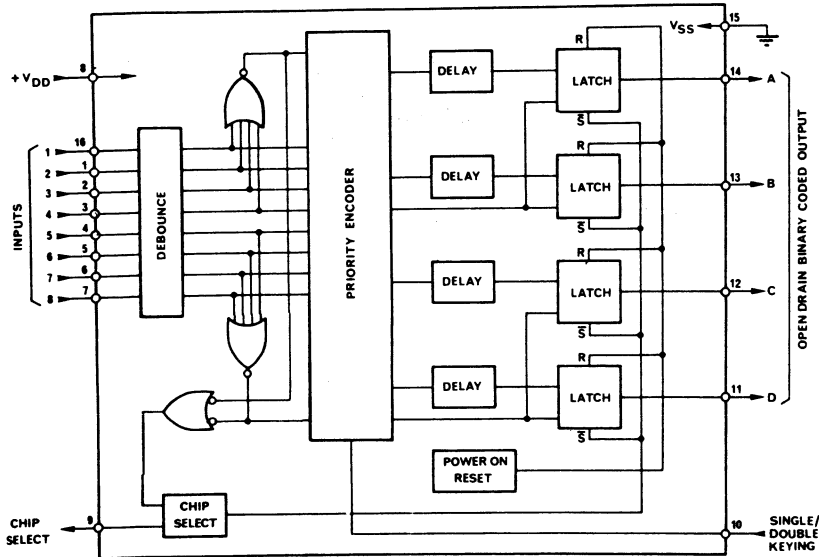 VSS
15
+VDD
8
DELAY
R
LATCH
S̅
14
A
INPUTS
1
16
2
1
3
2
4
3
5
4
6
5
7
6
8
7
DEBOUNCE
PRIORITY ENCODER
DELAY
R
LATCH
S̅
13
B
DELAY
R
LATCH
S̅
12
C
DELAY
R
LATCH
S̅
11
D
OPEN DRAIN BINARY CODED OUTPUT
POWER ON
RESET
CHIP
SELECT
9
CHIP
SELECT
10
SINGLE/
DOUBLE
KEYING